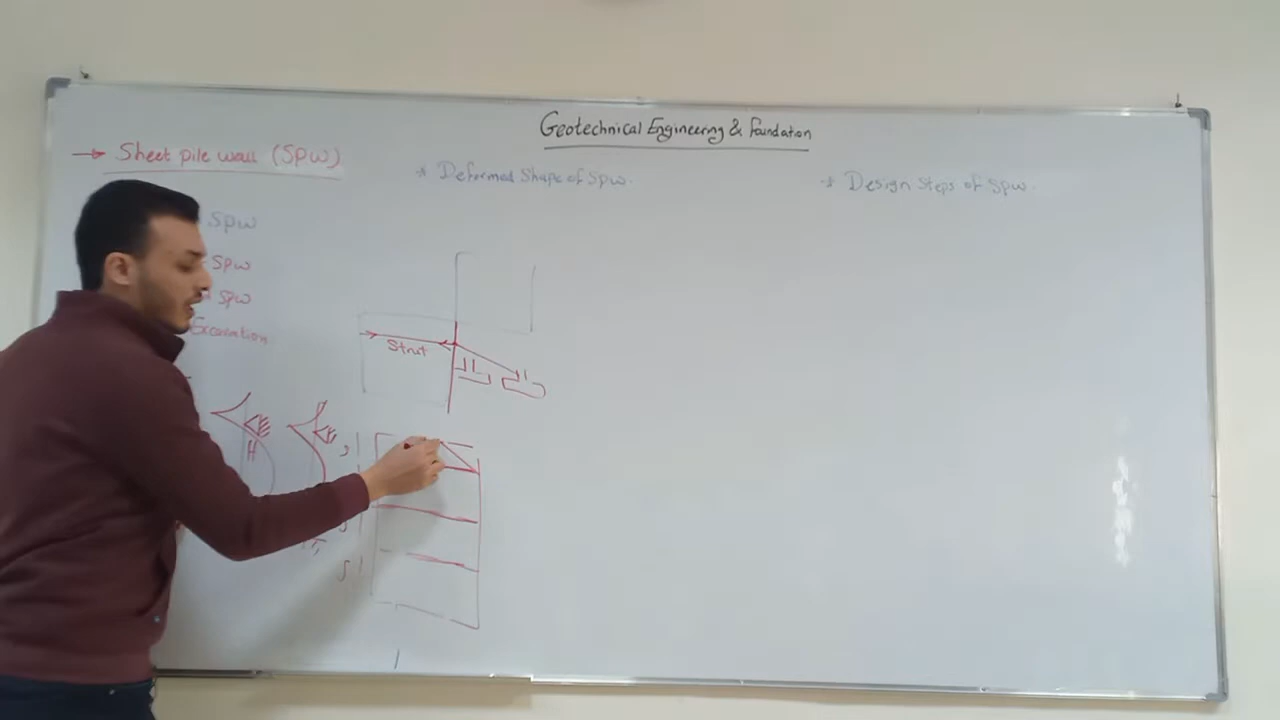 Geotechnical Engineering & Foundation
→ Sheet pile wall (SPW)
* Deformed Shape of SPW.
* Design Steps of SPW.
SPW
SPW
SPW
Excavation
Strut
H
S
S
S